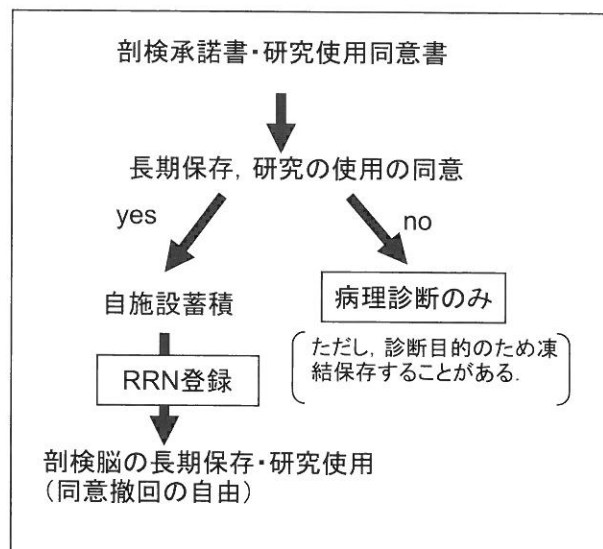 剖検承諾書・研究使用同意書
長期保存, 研究の使用の同意
yes
no
自施設蓄積
病理診断のみ
ただし, 診断目的のため凍
結保存することがある.
RRN登録
剖検脳の長期保存・研究使用
(同意撤回の自由)